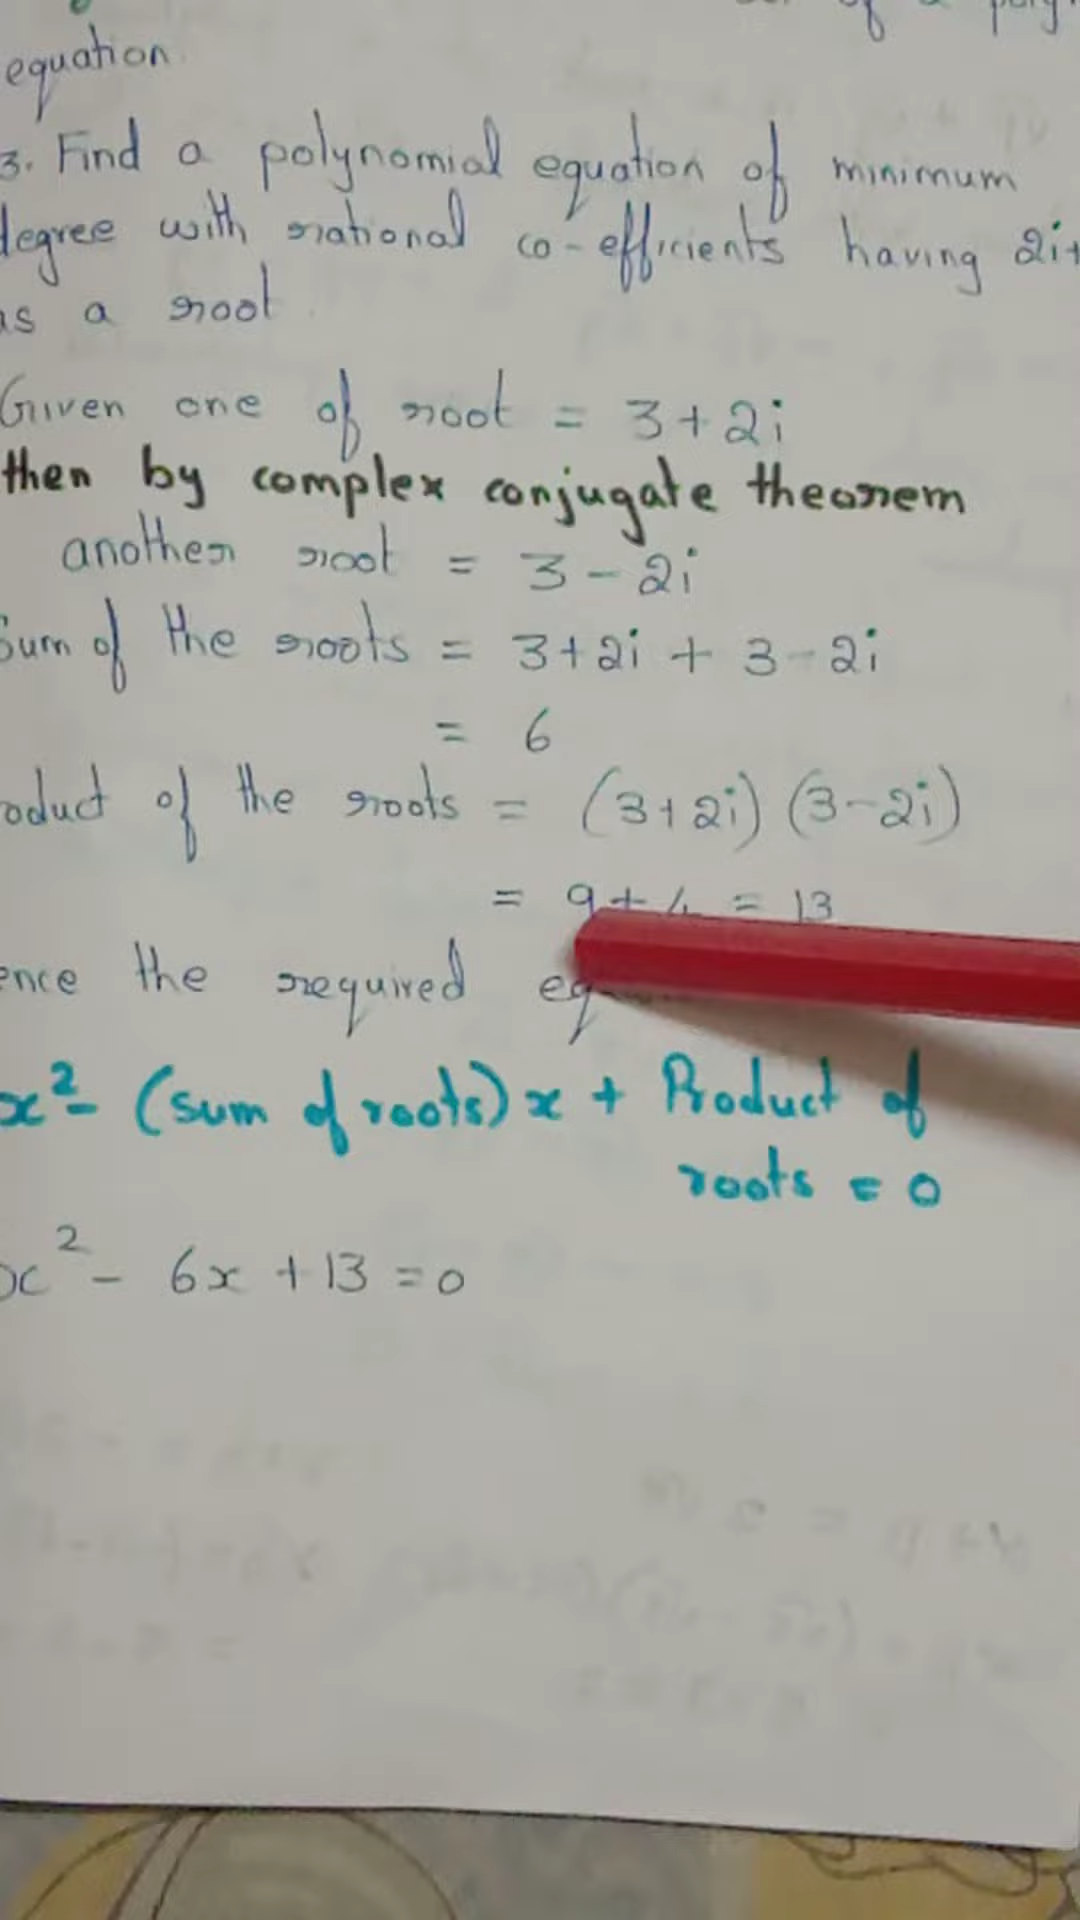 equation
3. Find a polynomial equation of minimum
degree with rational co-efficients having 2i+
as a root
Given one of root = 3+2i
then by complex conjugate theorem
another root = 3-2i
Sum of the roots = 3+2i + 3-2i
= 6
oduct of the roots = (3+2i) (3-2i)
= 9+4 = 13
ence the required
x² - (sum of roots) x + Product of
roots = 0
x² - 6x + 13 = 0